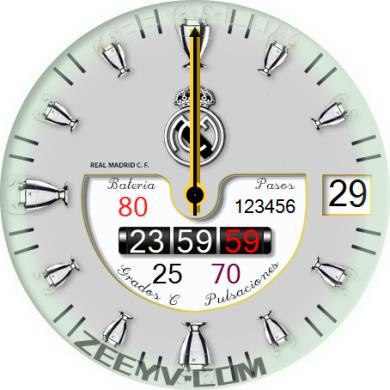 REAL MADRID C. F.
Bateria Pasos
80 123456 29
23 59 59
25 70
Grados C Pulsaciones
ZEEMV-COM